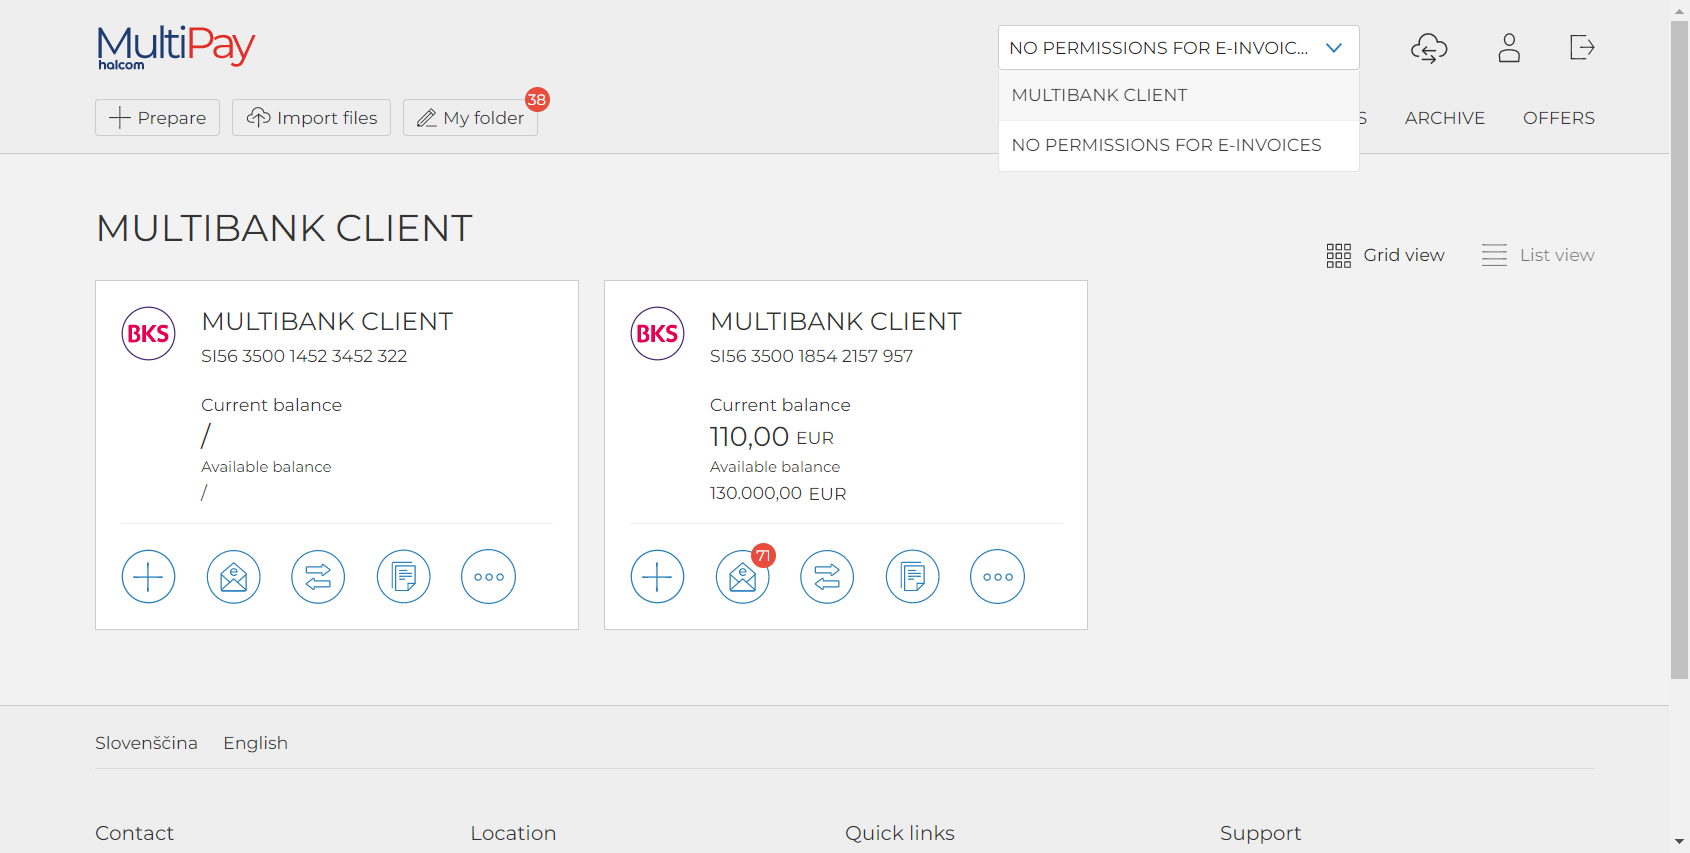 MultiPay
halcom
NO PERMISSIONS FOR E-INVOIC...
MULTIBANK CLIENT
NO PERMISSIONS FOR E-INVOICES
Prepare
Import files
My folder
38
S
ARCHIVE
OFFERS
MULTIBANK CLIENT
Grid view
List view
BKS
MULTIBANK CLIENT
SI56 3500 1452 3452 322
Current balance
/
Available balance
/
e
BKS
MULTIBANK CLIENT
SI56 3500 1854 2157 957
Current balance
110,00 EUR
Available balance
130.000,00 EUR
e
71
Slovenščina
English
Contact
Location
Quick links
Support